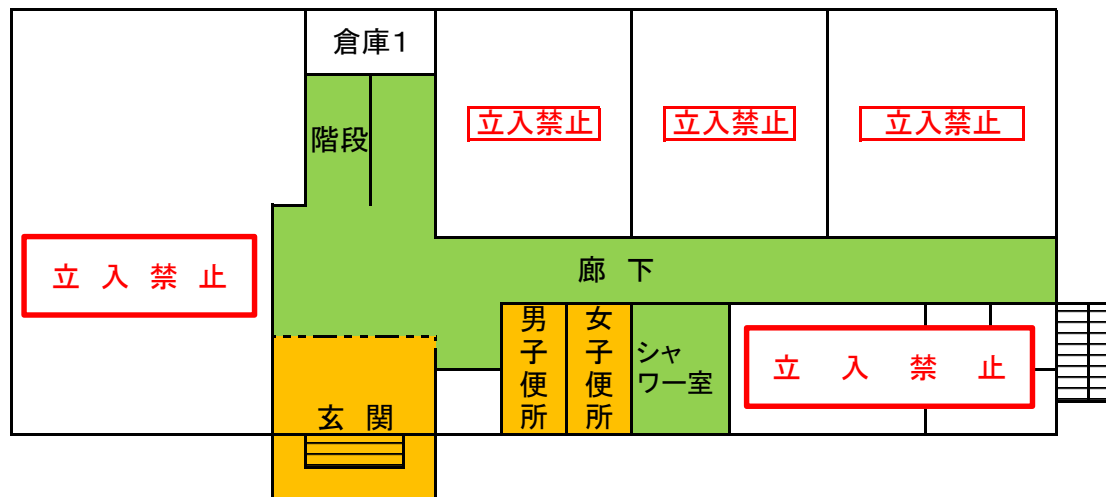 倉庫１
階段
立入禁止
立入禁止
立入禁止
立入禁止
廊下
男子便所
女子便所
シャ
ワー室
立入禁止
玄関